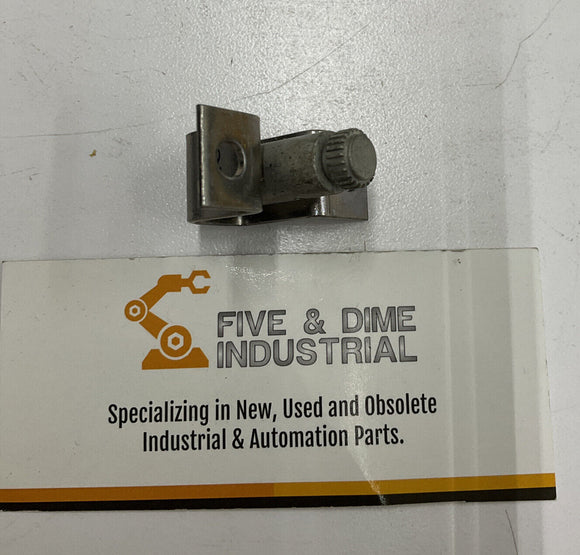 FIVE & DIME
INDUSTRIAL
Specializing in New, Used and Obsolete
Industrial & Automation Parts.